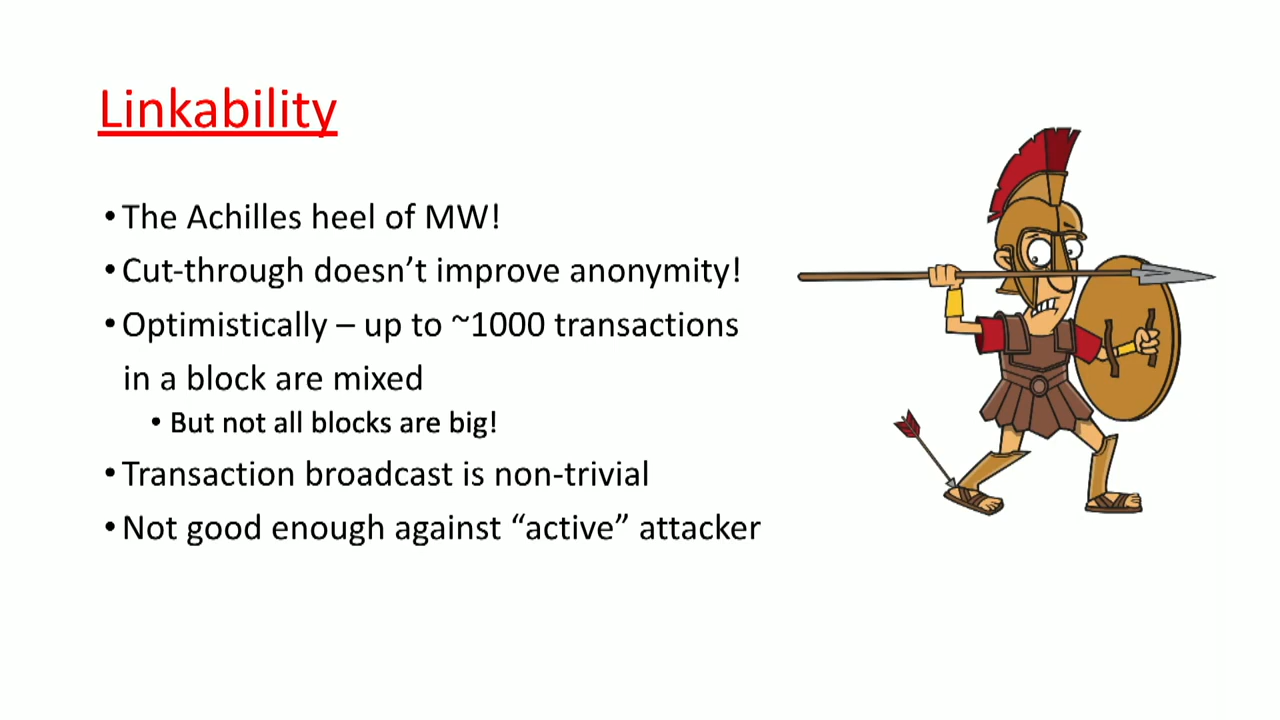 Linkability
•The Achilles heel of MW!
•Cut-through doesn’t improve anonymity!
•Optimistically – up to ~1000 transactions
in a block are mixed
•But not all blocks are big!
•Transaction broadcast is non-trivial
•Not good enough against “active” attacker